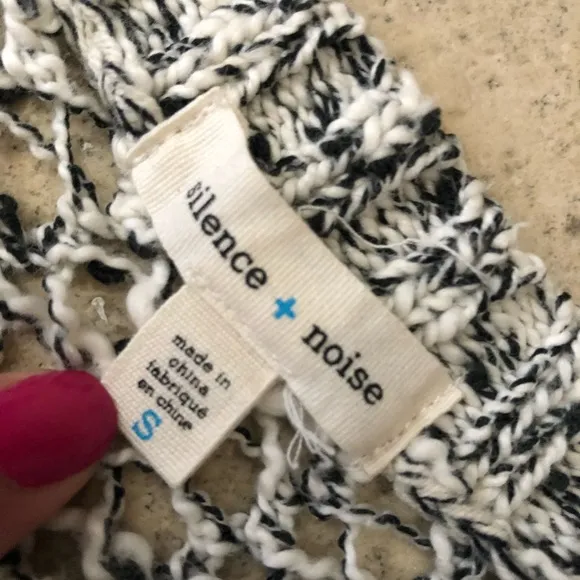 silence + noise
made in
china
fabriqué
en chine
S